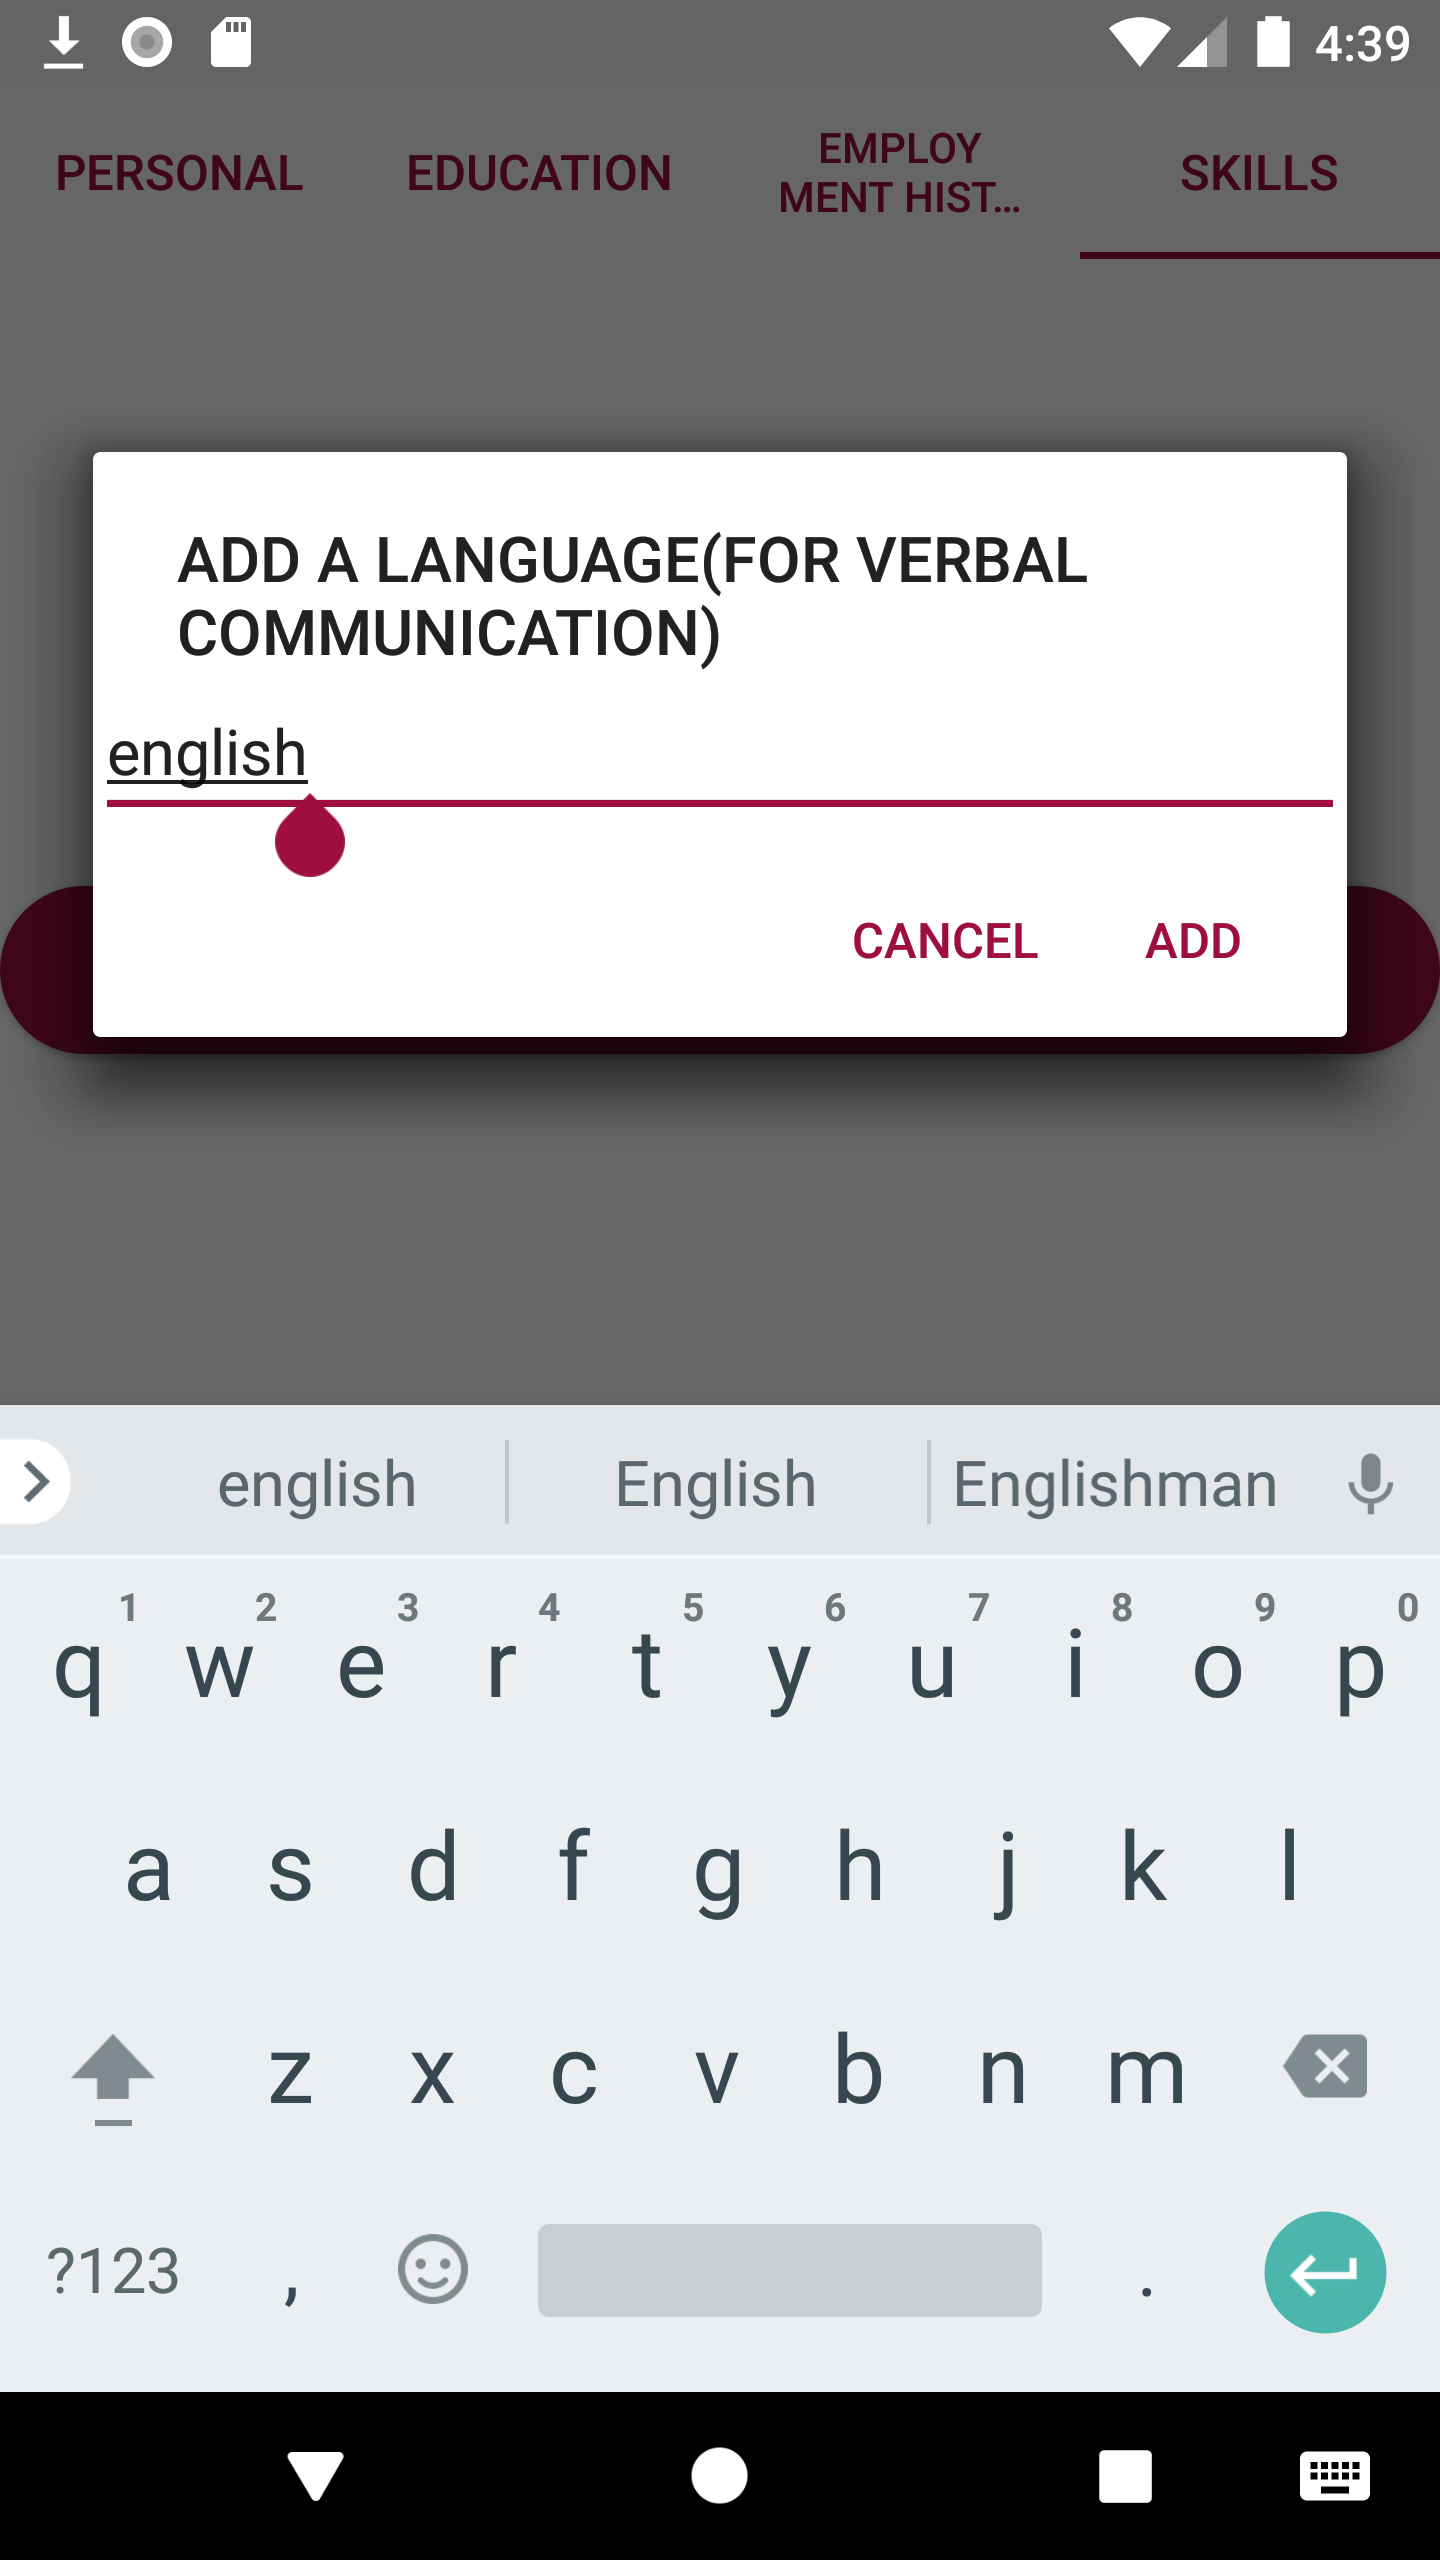 4:39
PERSONAL
EDUCATION
EMPLOY
MENT HIST...
SKILLS
ADD A LANGUAGE(FOR VERBAL
COMMUNICATION)
english
CANCEL
ADD
english
English
Englishman
1 2 3 4 5 6 7 8 9 0
q w e r t y u i o p
a s d f g h j k l
z x c v b n m
?123 , .